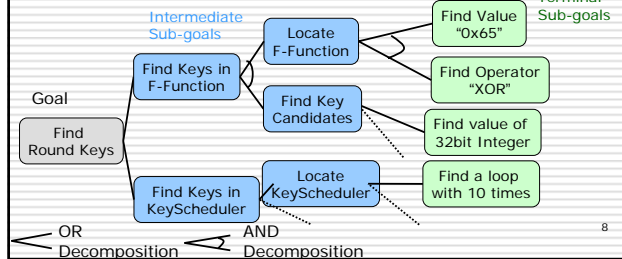 Terminal
Intermediate
Sub-goals
Sub-goals
Find Value
“0x65”
Locate
F-Function
Find Keys in
F-Function
Find Operator
“XOR”
Goal
Find Key
Candidates
Find
Round Keys
Find value of
32bit Integer
Locate
KeyScheduler
Find a loop
with 10 times
Find Keys in
KeyScheduler
8
OR
Decomposition
AND
Decomposition